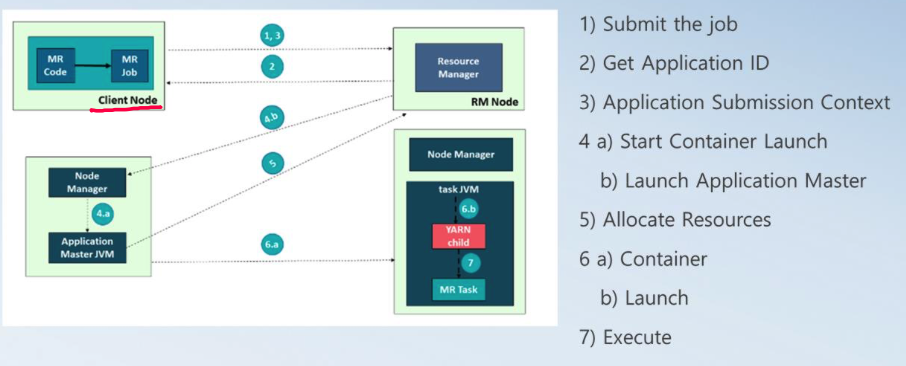 1, 3
MR
Code
MR
Job
2
Resource
Manager
Client Node
RM Node
4.b
Node Manager
5
Node
Manager
task JVM
4.a
6.b
YARN
child
Application
Master JVM
6.a
7
MR Task
1) Submit the job
2) Get Application ID
3) Application Submission Context
4 a) Start Container Launch
b) Launch Application Master
5) Allocate Resources
6 a) Container
b) Launch
7) Execute